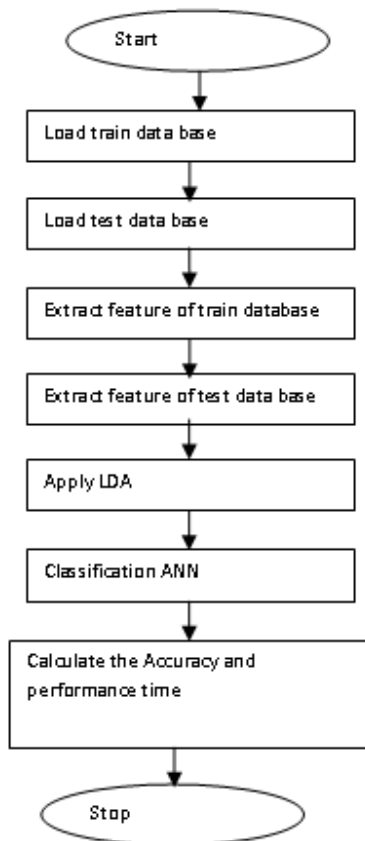 Start
Load train data base
Load test data base
Extract feature of train database
Extract feature of test data base
Apply LDA
Classification ANN
Calculate the Accuracy and
performance time
Stop